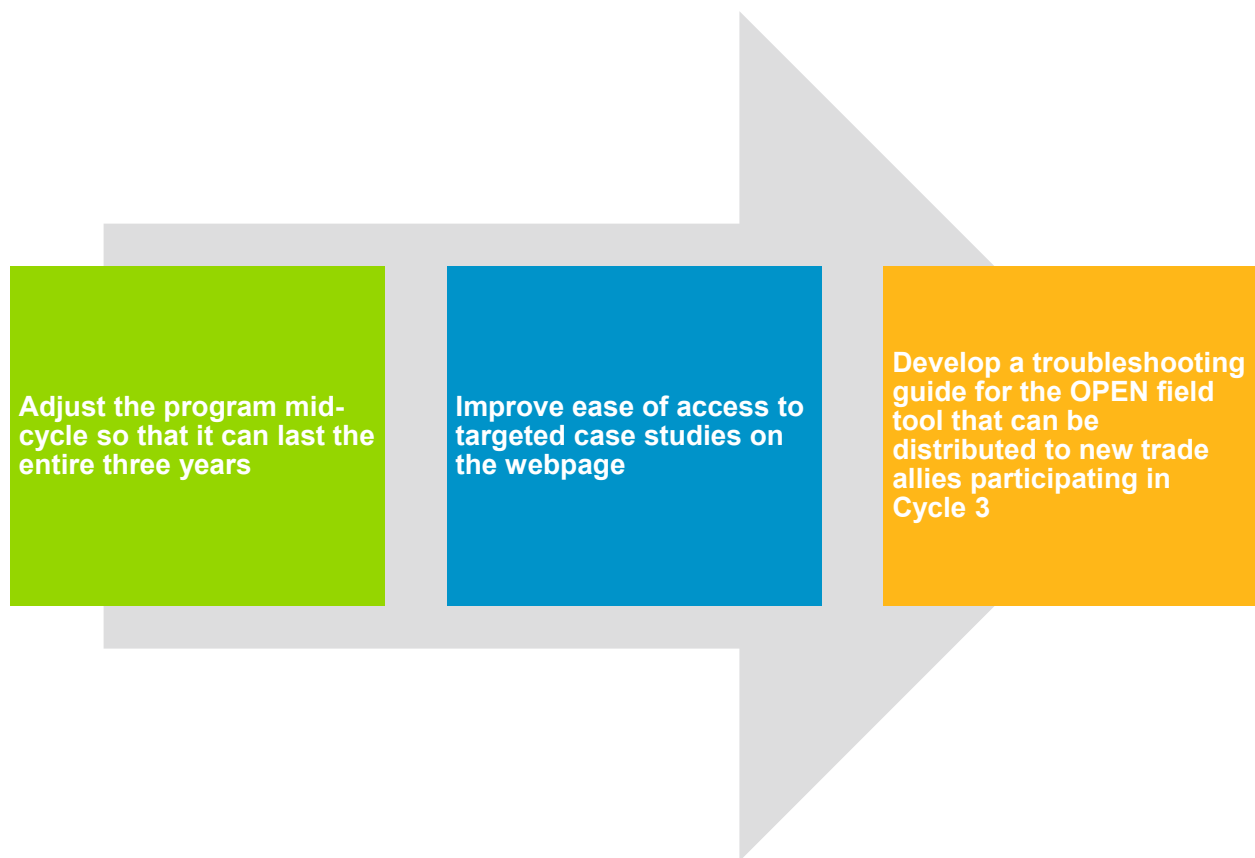 Adjust the program mid-
cycle so that it can last the
entire three years
Improve ease of access to
targeted case studies on
the webpage
Develop a troubleshooting
guide for the OPEN field
tool that can be
distributed to new trade
allies participating in
Cycle 3